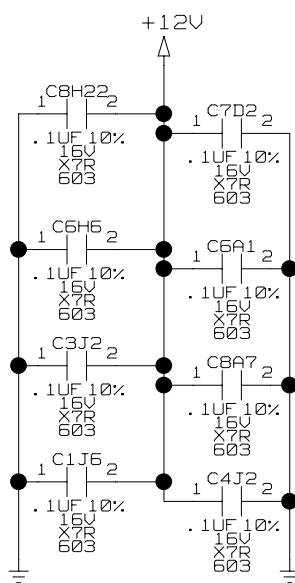 +12V
C8H22
1 2
.1UF 10%
16V
X7R
603
C7D2
1 2
.1UF 10%
16V
X7R
603
C6H6
1 2
.1UF 10%
16V
X7R
603
C6A1
1 2
.1UF 10%
16V
X7R
603
C3J2
1 2
.1UF 10%
16V
X7R
603
C8A7
1 2
.1UF 10%
16V
X7R
603
C1J6
1 2
.1UF 10%
16V
X7R
603
C4J2
1 2
.1UF 10%
16V
X7R
603